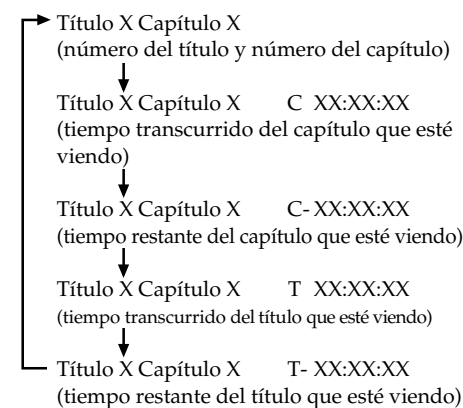 Título X Capítulo X
(número del título y número del capítulo)
Título X Capítulo X C XX:XX:XX
(tiempo transcurrido del capítulo que esté
viendo)
Título X Capítulo X C- XX:XX:XX
(tiempo restante del capítulo que esté viendo)
Título X Capítulo X T XX:XX:XX
(tiempo transcurrido del título que esté viendo)
Título X Capítulo X T- XX:XX:XX
(tiempo restante del título que esté viendo)